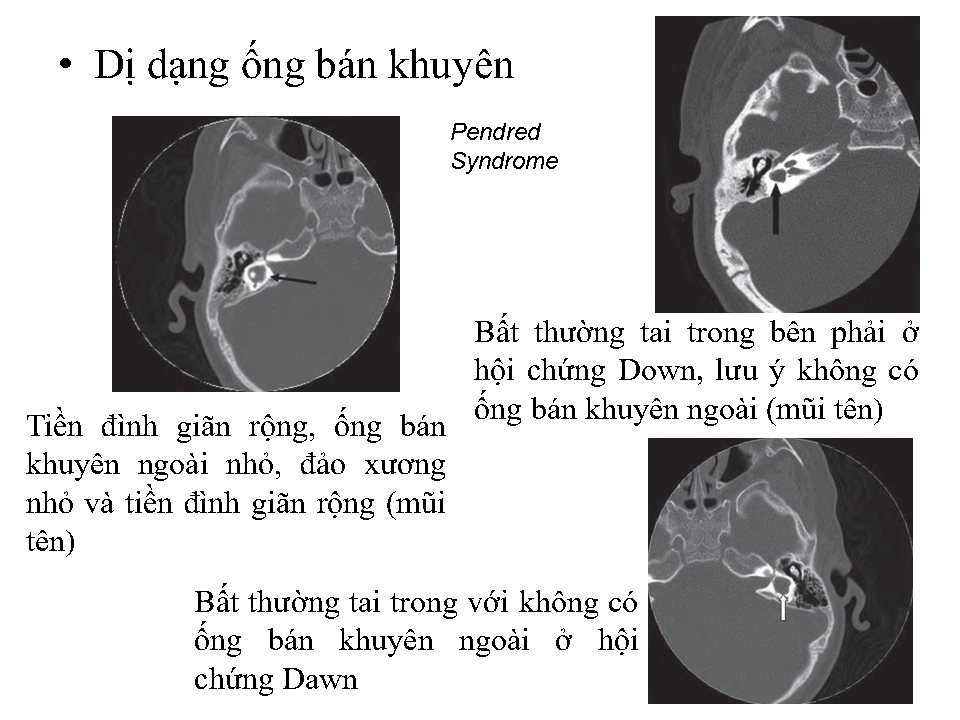 • Dị dạng ống bán khuyên
Pendred
Syndrome
Bất thường tai trong bên phải ở
hội chứng Down, lưu ý không có
ống bán khuyên ngoài (mũi tên)
Tiền đình giãn rộng, ống bán
khuyên ngoài nhỏ, đảo xương
nhỏ và tiền đình giãn rộng (mũi
tên)
Bất thường tai trong với không có
ống bán khuyên ngoài ở hội
chứng Dawn